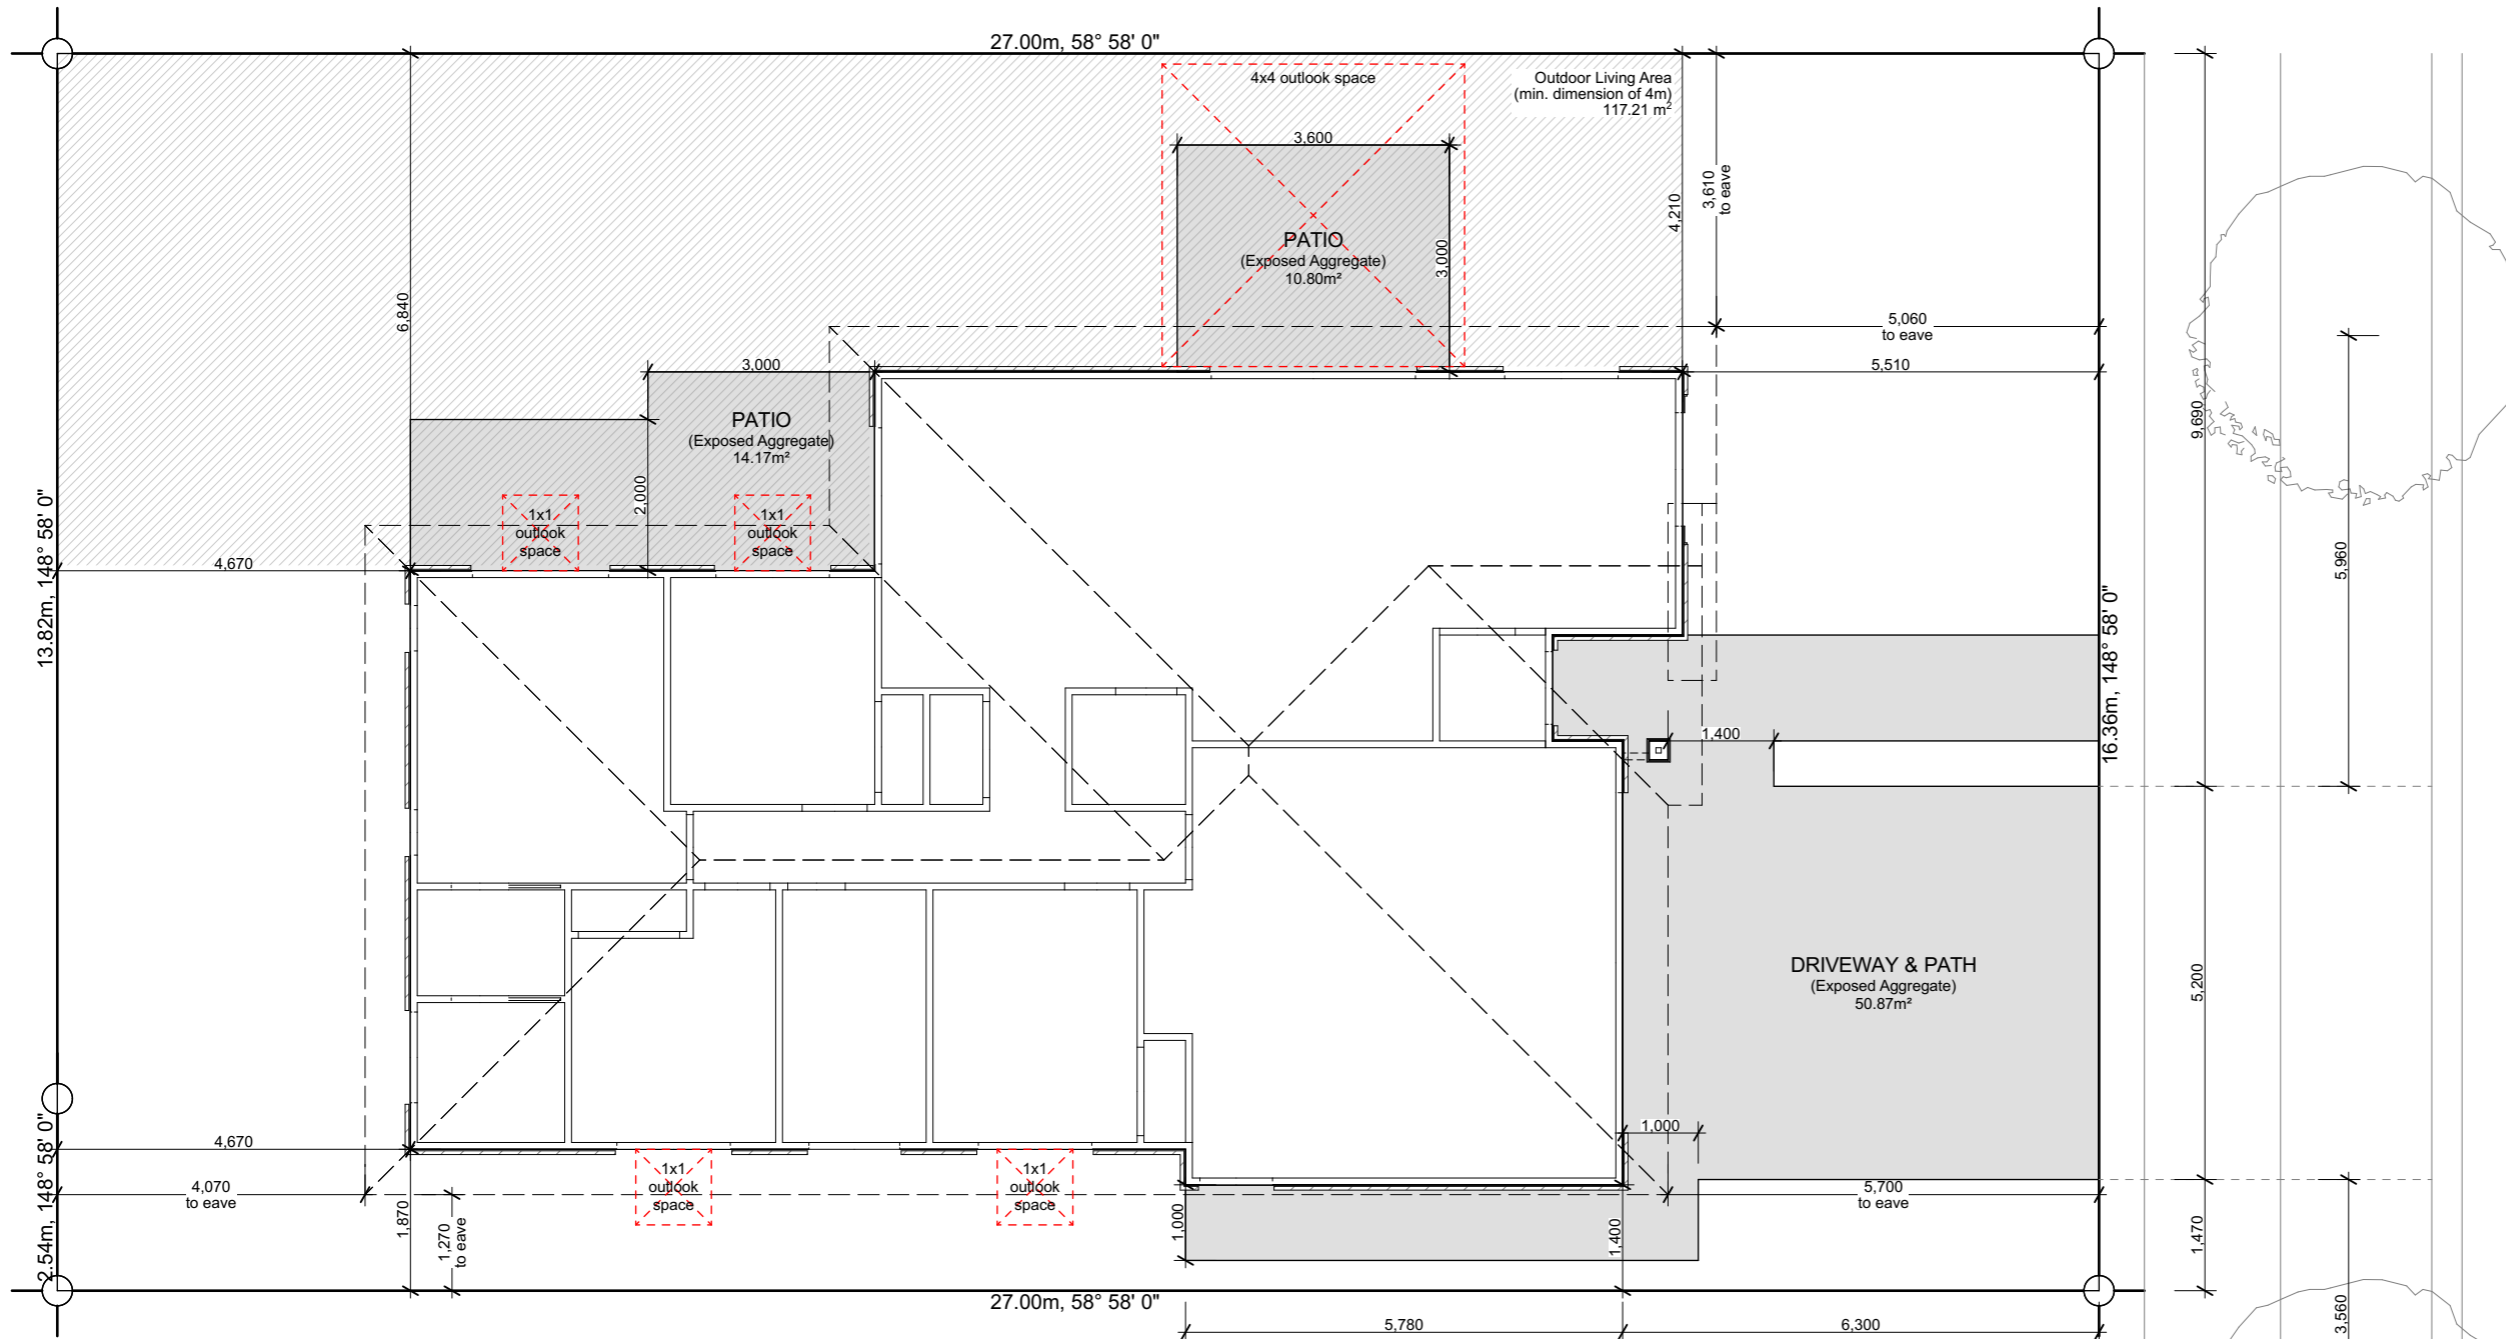 27.00m, 58° 58' 0"
4x4 outlook space
Outdoor Living Area
(min. dimension of 4m)
117.21 m²
3,600
3,610
to eave
4,210
6,840
PATIO
(Exposed Aggregate)
10.80m²
3,000
5,060
to eave
3,000
5,510
9,690
PATIO
(Exposed Aggregate)
14.17m²
2,000
1x1
outlook
space
1x1
outlook
space
4,670
13.82m, 148° 58' 0"
5,960
16.36m, 148° 58' 0"
1,400
DRIVEWAY & PATH
(Exposed Aggregate)
50.87m²
5,200
1,000
4,670
2.54m, 148° 58' 0"
4,070
to eave
1,870
1,270
to eave
1x1
outlook
space
1x1
outlook
space
1,000
1,400
5,700
to eave
1,470
27.00m, 58° 58' 0"
5,780
6,300
3,560